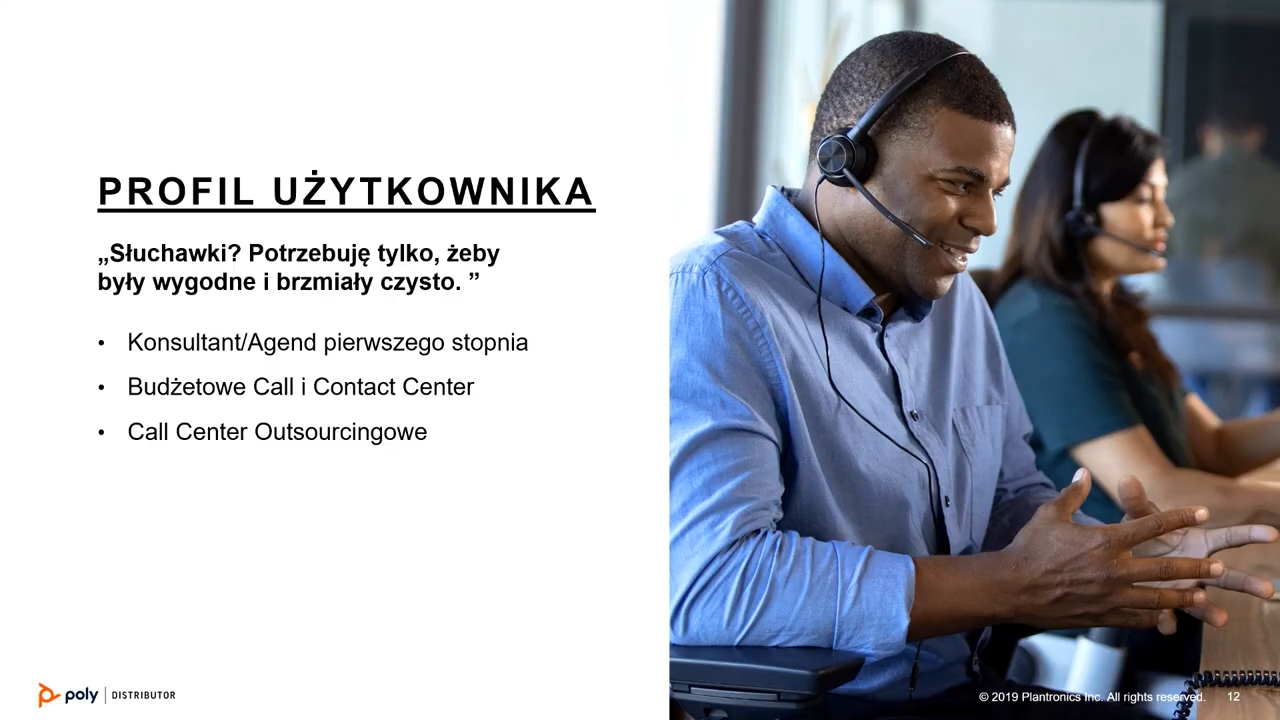 PROFIL UŻYTKOWNIKA
„Słuchawki? Potrzebuję tylko, żeby
były wygodne i brzmiały czysto. ”
• Konsultant/Agend pierwszego stopnia
• Budżetowe Call i Contact Center
• Call Center Outsourcingowe
poly | DISTRIBUTOR
© 2019 Plantronics Inc. All rights reserved. 12